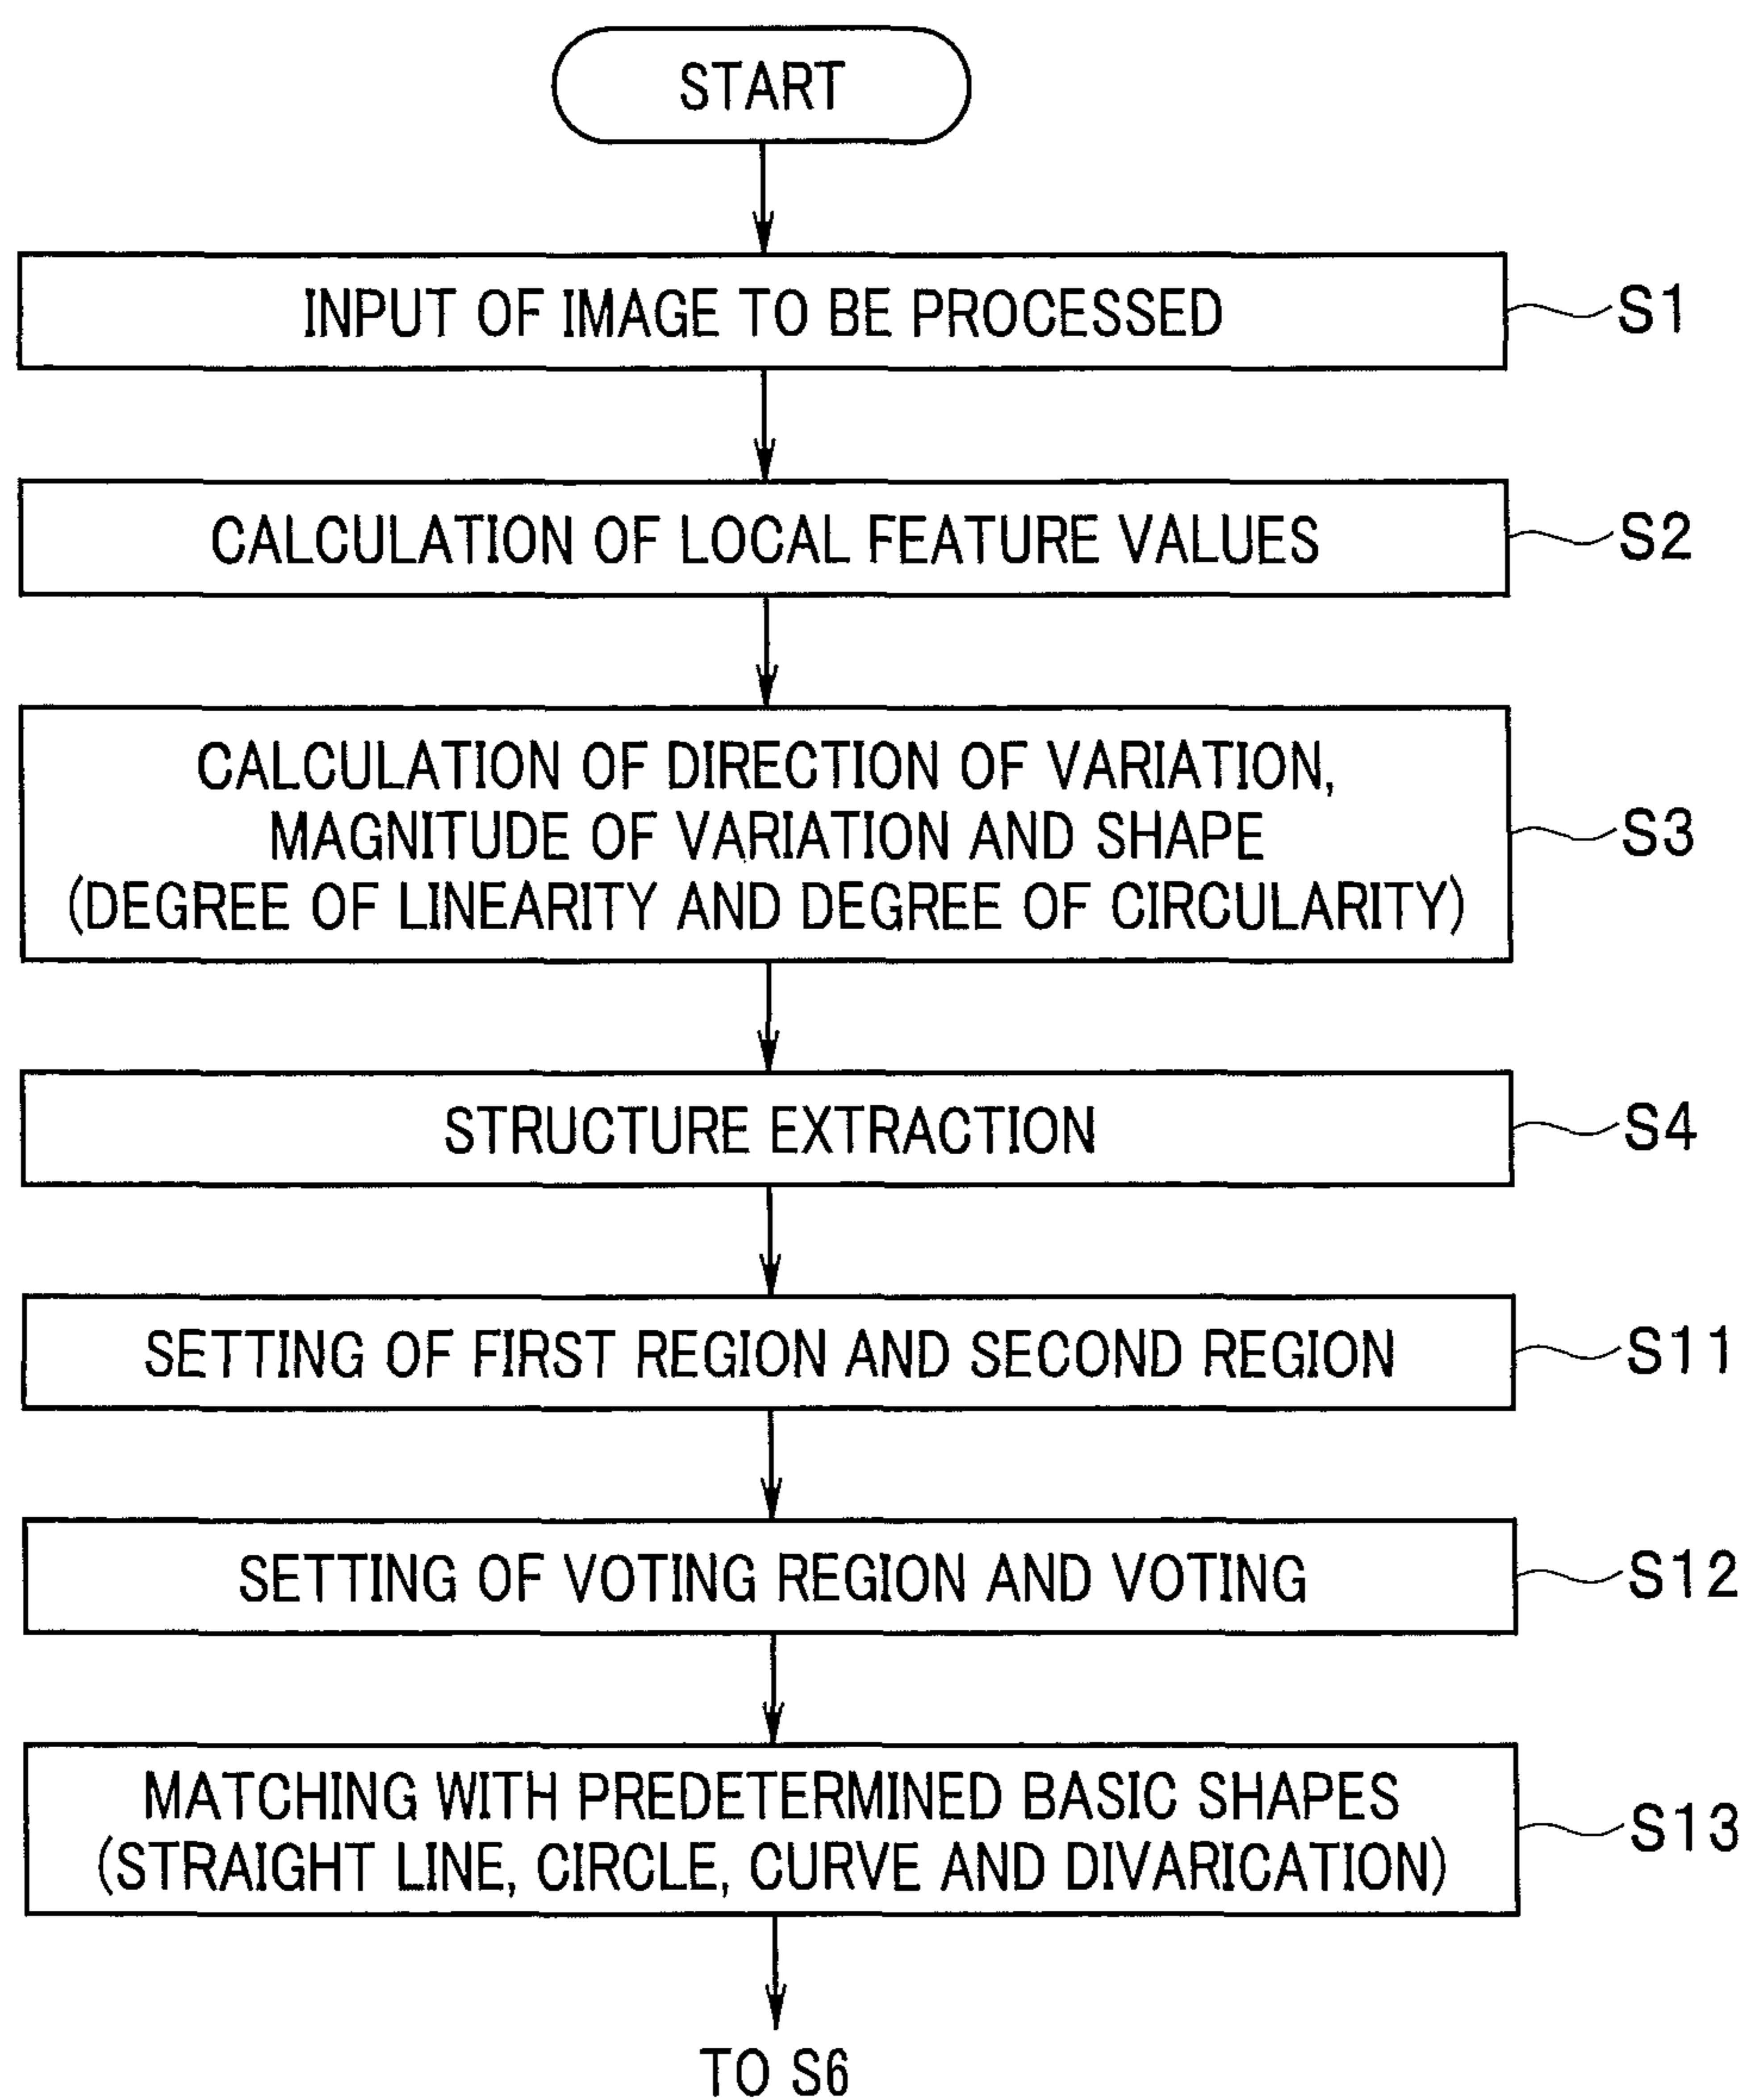 START
INPUT OF IMAGE TO BE PROCESSED
S1
CALCULATION OF LOCAL FEATURE VALUES
S2
CALCULATION OF DIRECTION OF VARIATION,
MAGNITUDE OF VARIATION AND SHAPE
(DEGREE OF LINEARITY AND DEGREE OF CIRCULARITY)
S3
STRUCTURE EXTRACTION
S4
SETTING OF FIRST REGION AND SECOND REGION
S11
SETTING OF VOTING REGION AND VOTING
S12
MATCHING WITH PREDETERMINED BASIC SHAPES
(STRAIGHT LINE, CIRCLE, CURVE AND DIVARICATION)
S13
TO S6